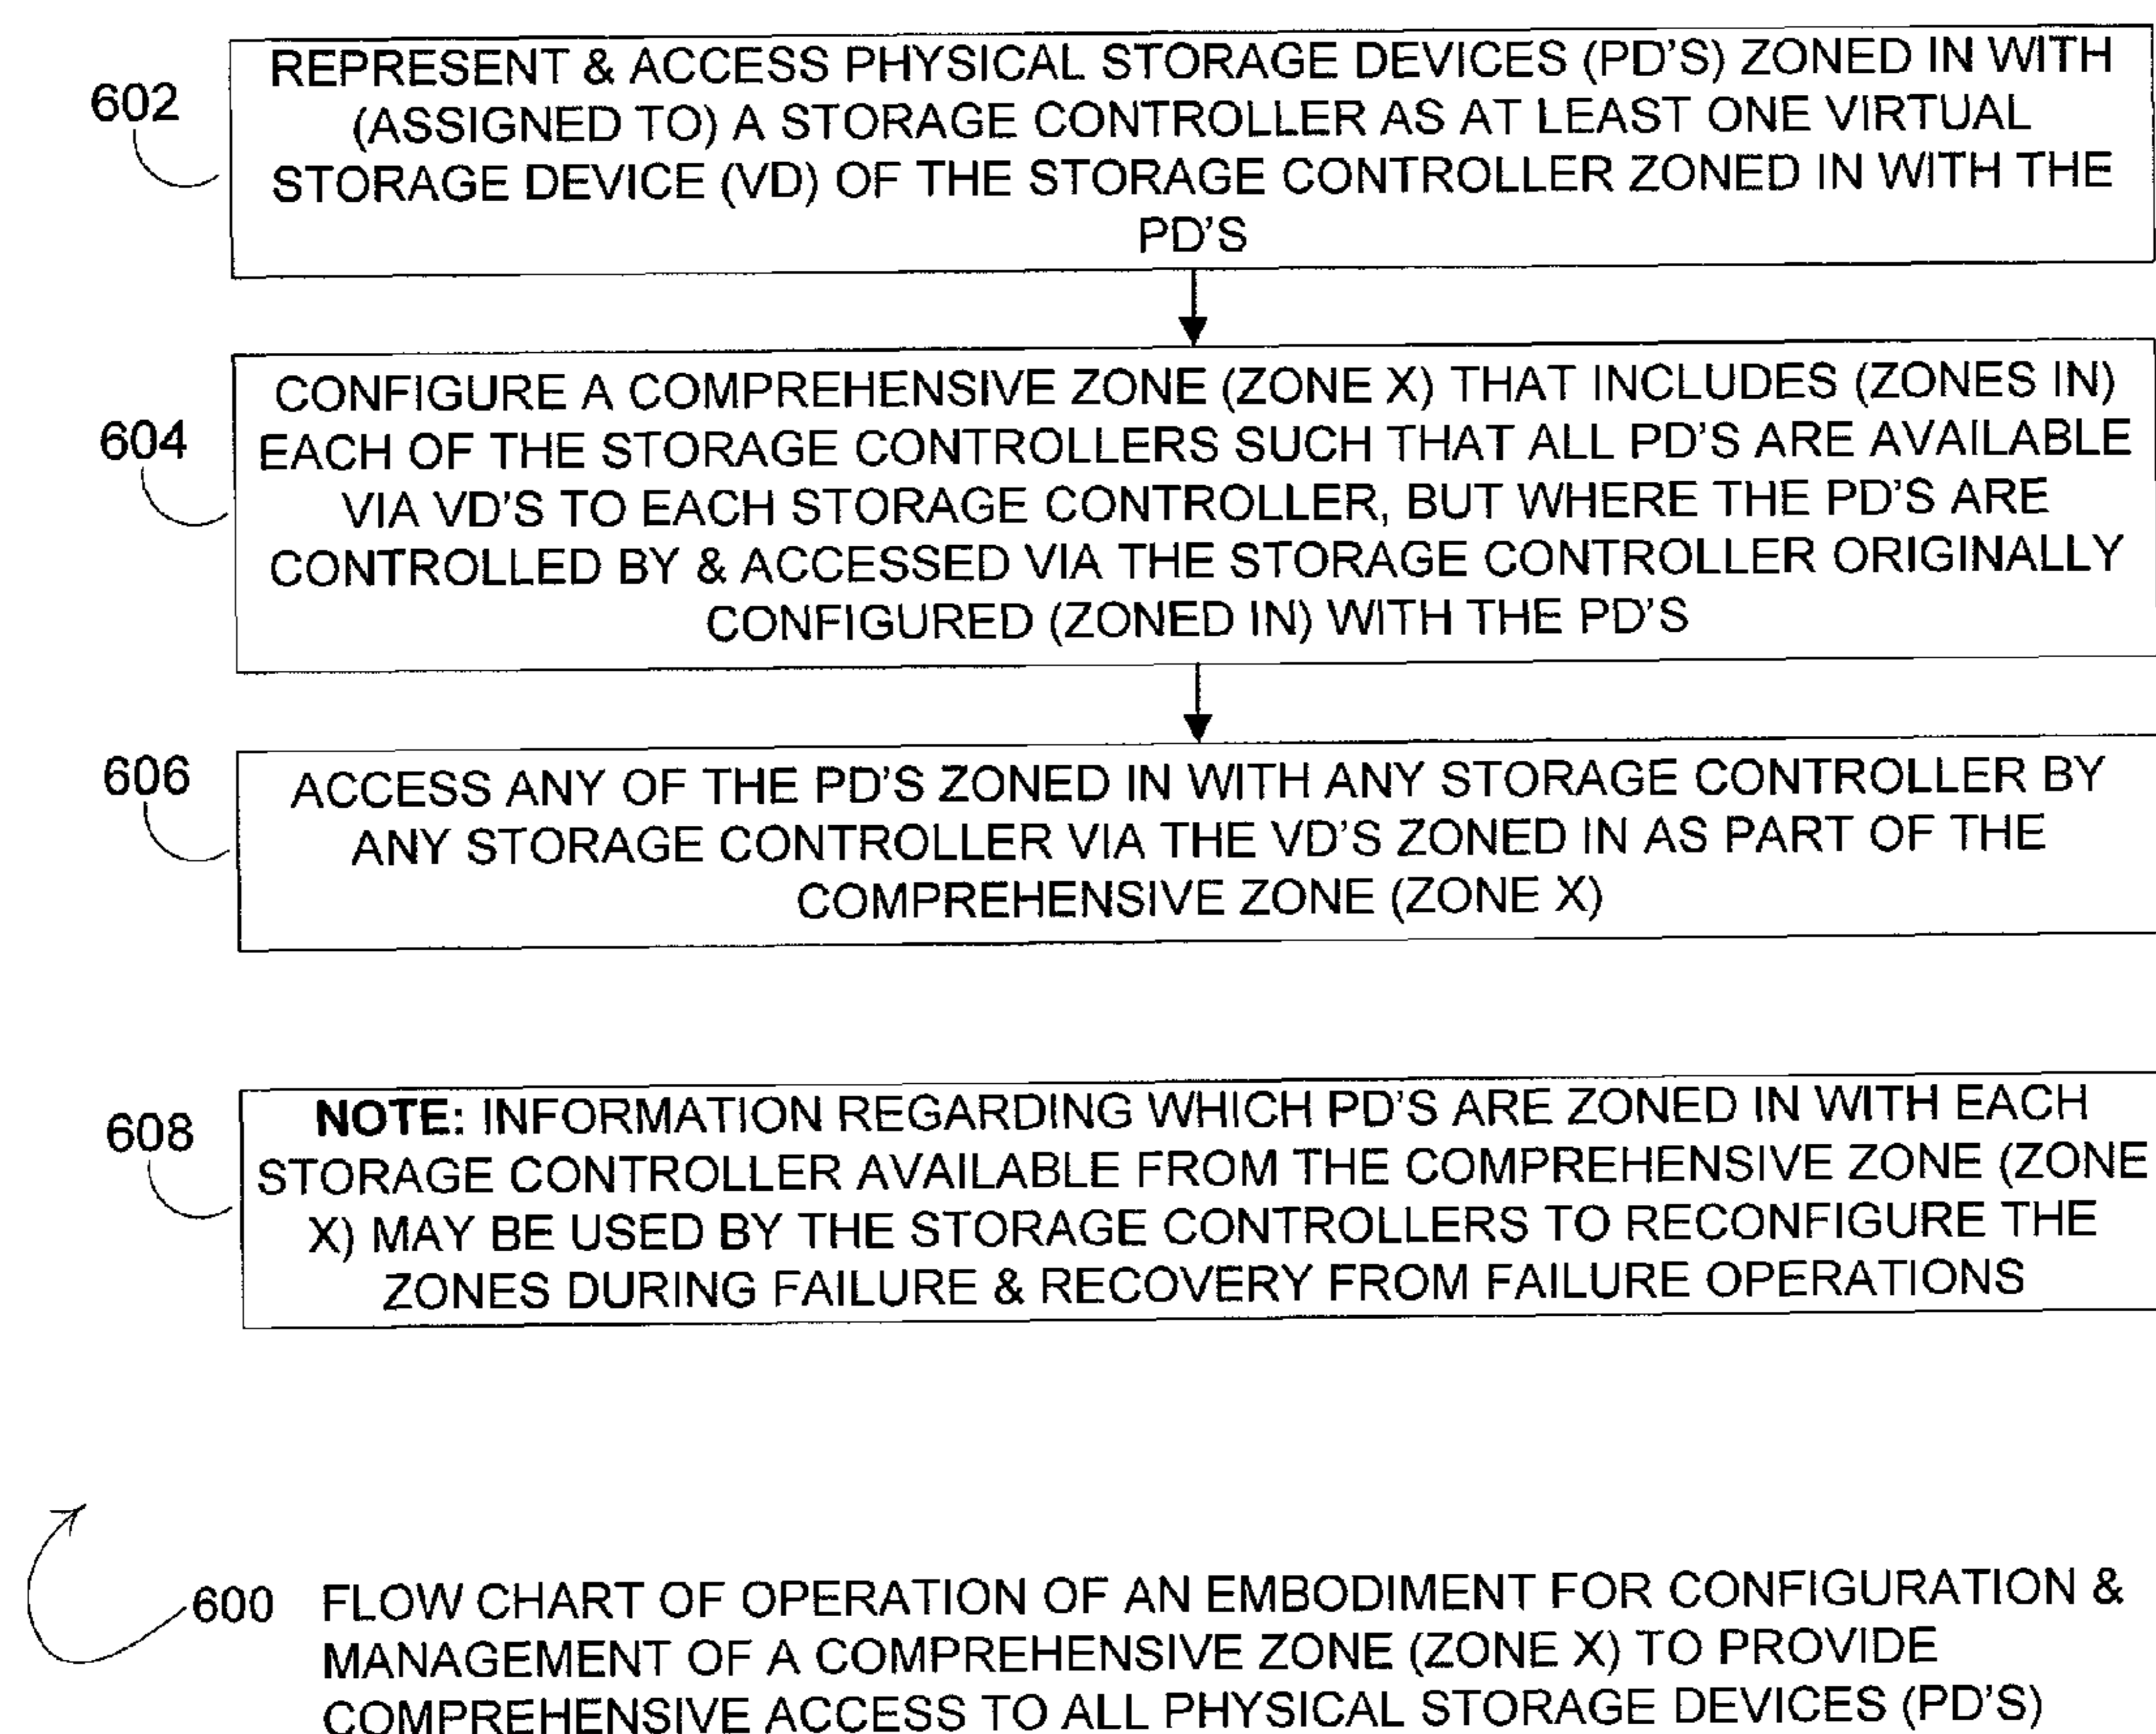 602
REPRESENT & ACCESS PHYSICAL STORAGE DEVICES (PD'S) ZONED IN WITH
(ASSIGNED TO) A STORAGE CONTROLLER AS AT LEAST ONE VIRTUAL
STORAGE DEVICE (VD) OF THE STORAGE CONTROLLER ZONED IN WITH THE
PD'S
604
CONFIGURE A COMPREHENSIVE ZONE (ZONE X) THAT INCLUDES (ZONES IN)
EACH OF THE STORAGE CONTROLLERS SUCH THAT ALL PD'S ARE AVAILABLE
VIA VD'S TO EACH STORAGE CONTROLLER, BUT WHERE THE PD'S ARE
CONTROLLED BY & ACCESSED VIA THE STORAGE CONTROLLER ORIGINALLY
CONFIGURED (ZONED IN) WITH THE PD'S
606
ACCESS ANY OF THE PD'S ZONED IN WITH ANY STORAGE CONTROLLER BY
ANY STORAGE CONTROLLER VIA THE VD'S ZONED IN AS PART OF THE
COMPREHENSIVE ZONE (ZONE X)
608
NOTE: INFORMATION REGARDING WHICH PD'S ARE ZONED IN WITH EACH
STORAGE CONTROLLER AVAILABLE FROM THE COMPREHENSIVE ZONE (ZONE
X) MAY BE USED BY THE STORAGE CONTROLLERS TO RECONFIGURE THE
ZONES DURING FAILURE & RECOVERY FROM FAILURE OPERATIONS
600 FLOW CHART OF OPERATION OF AN EMBODIMENT FOR CONFIGURATION &
MANAGEMENT OF A COMPREHENSIVE ZONE (ZONE X) TO PROVIDE
COMPREHENSIVE ACCESS TO ALL PHYSICAL STORAGE DEVICES (PD'S)